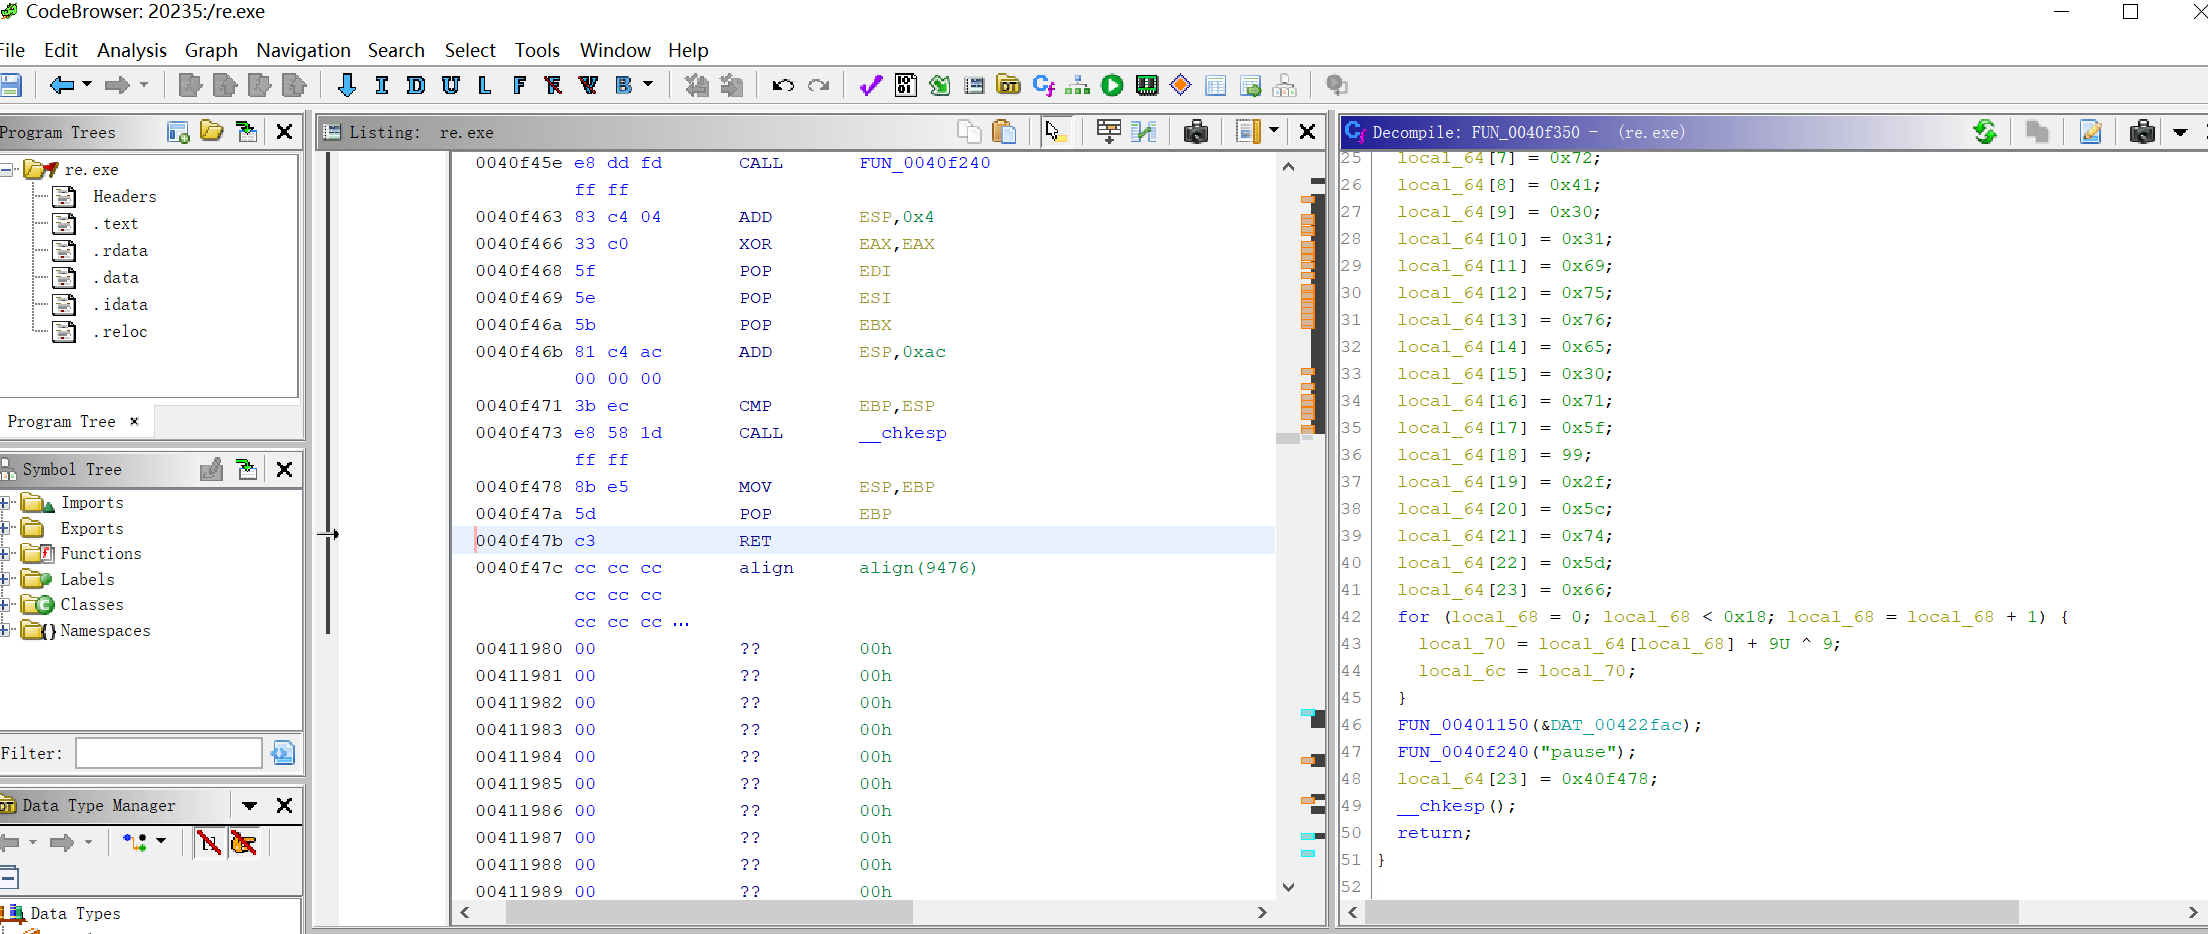 CodeBrowser: 20235:/re.exe
File Edit Analysis Graph Navigation Search Select Tools Window Help
I D U L F B
Program Trees
re.exe
Headers
.text
.rdata
.data
.idata
.reloc
Program Tree
Symbol Tree
Imports
Exports
Functions
Labels
Classes
Namespaces
Filter:
Data Type Manager
Data Types
Listing: re.exe
0040f45e e8 dd fd CALL FUN_0040f240
ff ff
0040f463 83 c4 04 ADD ESP,0x4
0040f466 33 c0 XOR EAX,EAX
0040f468 5f POP EDI
0040f469 5e POP ESI
0040f46a 5b POP EBX
0040f46b 81 c4 ac ADD ESP,0xac
00 00 00
0040f471 3b ec CMP EBP,ESP
0040f473 e8 58 1d CALL __chkesp
ff ff
0040f478 8b e5 MOV ESP,EBP
0040f47a 5d POP EBP
0040f47b c3 RET
0040f47c cc cc cc align align(9476)
cc cc cc
cc cc cc ...
00411980 00 ?? 00h
00411981 00 ?? 00h
00411982 00 ?? 00h
00411983 00 ?? 00h
00411984 00 ?? 00h
00411985 00 ?? 00h
00411986 00 ?? 00h
00411987 00 ?? 00h
00411988 00 ?? 00h
00411989 00 ?? 00h
Decompile: FUN_0040f350 - (re.exe)
25 local_64[7] = 0x72;
26 local_64[8] = 0x41;
27 local_64[9] = 0x30;
28 local_64[10] = 0x31;
29 local_64[11] = 0x69;
30 local_64[12] = 0x75;
31 local_64[13] = 0x76;
32 local_64[14] = 0x65;
33 local_64[15] = 0x30;
34 local_64[16] = 0x71;
35 local_64[17] = 0x5f;
36 local_64[18] = 99;
37 local_64[19] = 0x2f;
38 local_64[20] = 0x5c;
39 local_64[21] = 0x74;
40 local_64[22] = 0x5d;
41 local_64[23] = 0x66;
42 for (local_68 = 0; local_68 < 0x18; local_68 = local_68 + 1) {
43 local_70 = local_64[local_68] + 9U ^ 9;
44 local_6c = local_70;
45 }
46 FUN_00401150(&DAT_00422fac);
47 FUN_0040f240("pause");
48 local_64[23] = 0x40f478;
49 __chkesp();
50 return;
51 }
52